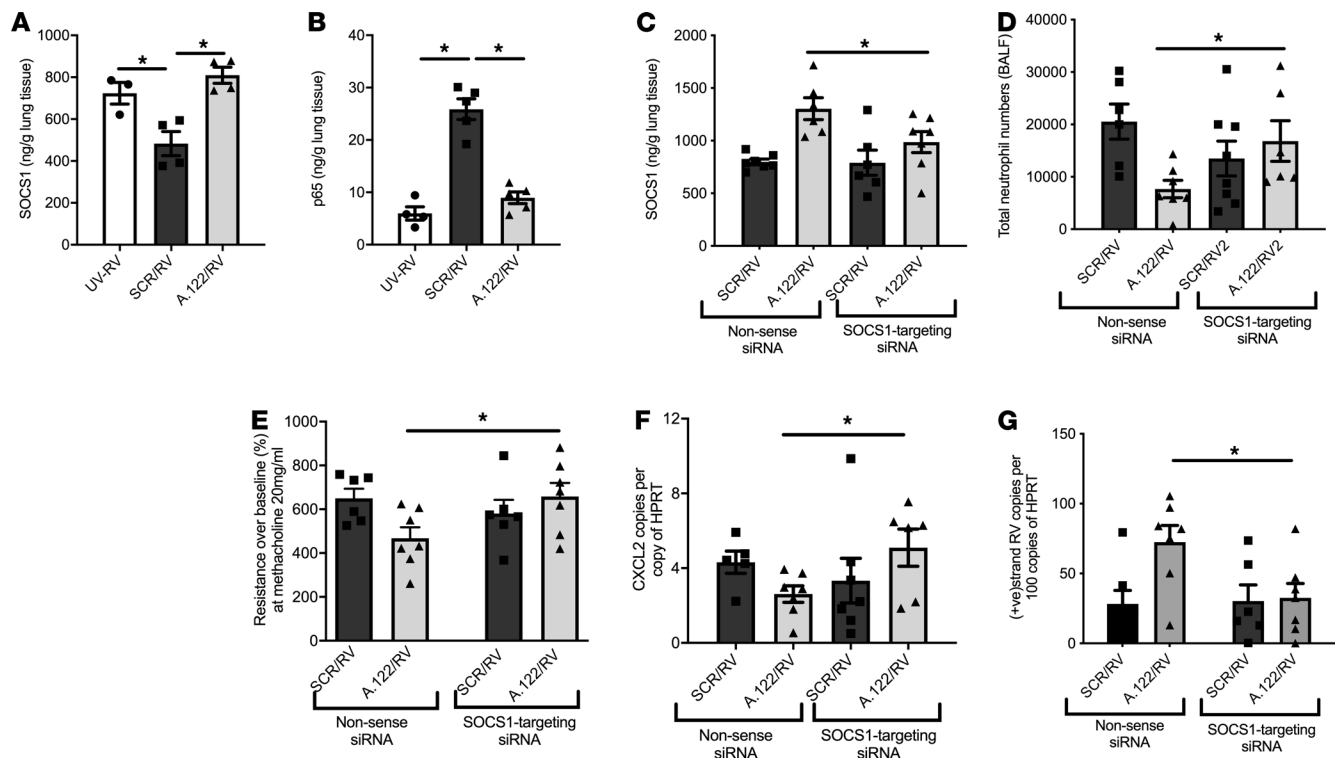 A
SOCS1 (ng/g lung tissue)
1000
800
600
400
200
0
*
*
UV-RV
SCR/RV
A.122/RV
B
p65 (ng/g lung tissue)
40
30
20
10
0
*
*
UV-RV
SCR/RV
A.122/RV
C
SOCS1 (ng/g lung tissue)
2000
1500
1000
500
0
*
SCR/RV
A.122/RV
SCR/RV
A.122/RV
Non-sense
siRNA
SOCS1-targeting
siRNA
D
Total neutrophil numbers (BALF)
40000
30000
20000
10000
0
*
SCR/RV
A.122/RV
SCR/RV2
A.122/RV2
Non-sense
siRNA
SOCS1-targeting
siRNA
E
Resistance over baseline (%)
at methacholine 20mg/ml
1000
800
600
400
200
0
*
SCR/RV
A.122/RV
SCR/RV
A.122/RV
Non-sense
siRNA
SOCS1-targeting
siRNA
F
CXCL2 copies per
copy of HPRT
12
8
4
0
*
SCR/RV
A.122/RV
SCR/RV
A.122/RV
Non-sense
siRNA
SOCS1-targeting
siRNA
G
(+ve)strand RV copies per
100 copies of HPRT
150
100
50
0
*
SCR/RV
A.122/RV
SCR/RV
A.122/RV
Non-sense
siRNA
SOCS1-targeting
siRNA